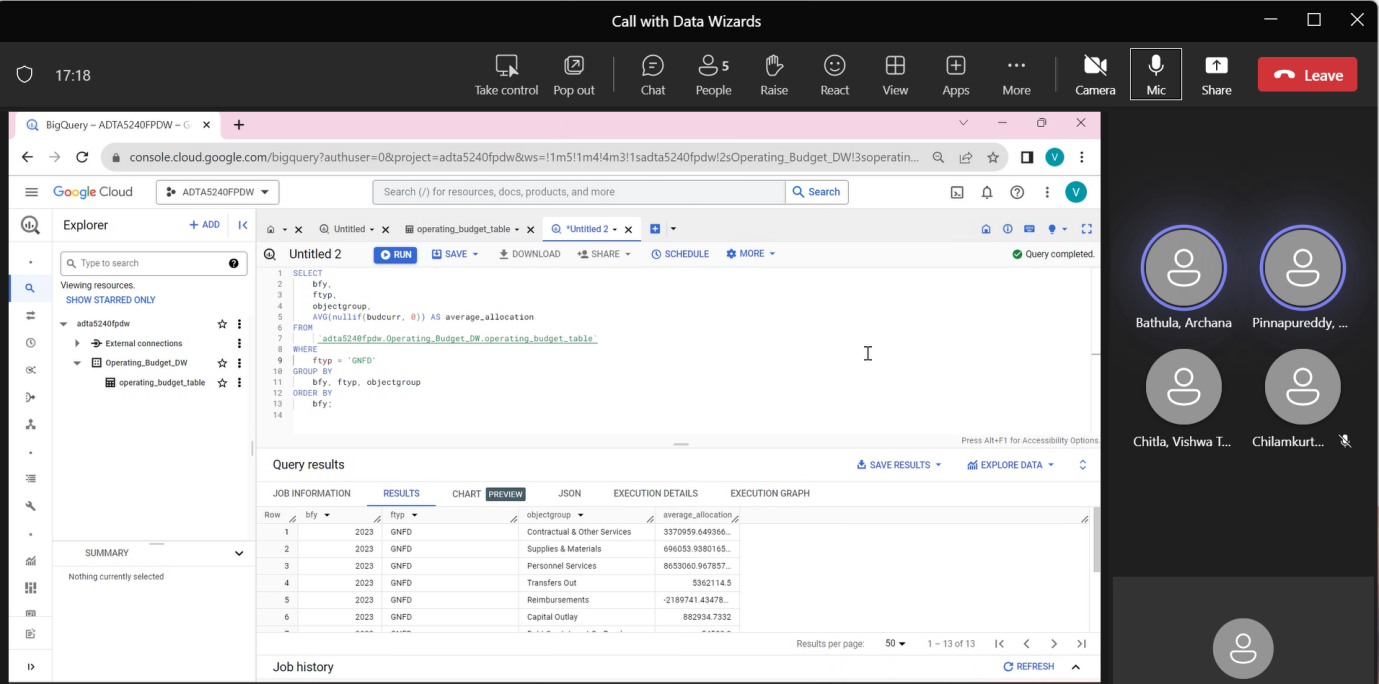 Call with Data Wizards
17:18
Take control
Pop out
Chat
5
People
Raise
React
View
Apps
More
Camera
Mic
Share
Leave
BigQuery – ADTA5240FPDW – G
console.cloud.google.com/bigquery?authuser=0&project=adta5240fpdw&ws=!1m5!1m4!4m3!1sadta5240fpdw!2sOperating_Budget_DW!3soperatin...
Google Cloud
ADTA5240FPDW
Search (/) for resources, docs, products, and more
Search
V
V
Explorer
+ ADD
Untitled
operating_budget_table
*Untitled 2
Untitled 2
RUN
SAVE
DOWNLOAD
SHARE
SCHEDULE
MORE
Query completed.
Type to search
Viewing resources.
SHOW STARRED ONLY
adta5240fpdw
External connections
Operating_Budget_DW
operating_budget_table
1 SELECT
2 bfy,
3 ftyp,
4 objectgroup,
5 AVG(nullif(budcurr, 0)) AS average_allocation
6 FROM
7 `adta5240fpdw.Operating_Budget_DW.operating_budget_table`
8 WHERE
9 ftyp = 'GNFD'
10 GROUP BY
11 bfy, ftyp, objectgroup
12 ORDER BY
13 bfy;
14
Press Alt+F1 for Accessibility Options.
Query results
SAVE RESULTS
EXPLORE DATA
JOB INFORMATION
RESULTS
CHART PREVIEW
JSON
EXECUTION DETAILS
EXECUTION GRAPH
Row bfy ftyp objectgroup average_allocation
1 2023 GNFD Contractual & Other Services 3370959.649366...
2 2023 GNFD Supplies & Materials 696053.9380165...
3 2023 GNFD Personnel Services 8653060.967857...
4 2023 GNFD Transfers Out 5362114.5
5 2023 GNFD Reimbursements -2189741.43478...
6 2023 GNFD Capital Outlay 882934.7332
SUMMARY
Nothing currently selected
Results per page: 50 1 – 13 of 13
Job history
REFRESH
Bathula, Archana
Pinnapureddy, ...
Chitla, Vishwa T...
Chilamkurt...